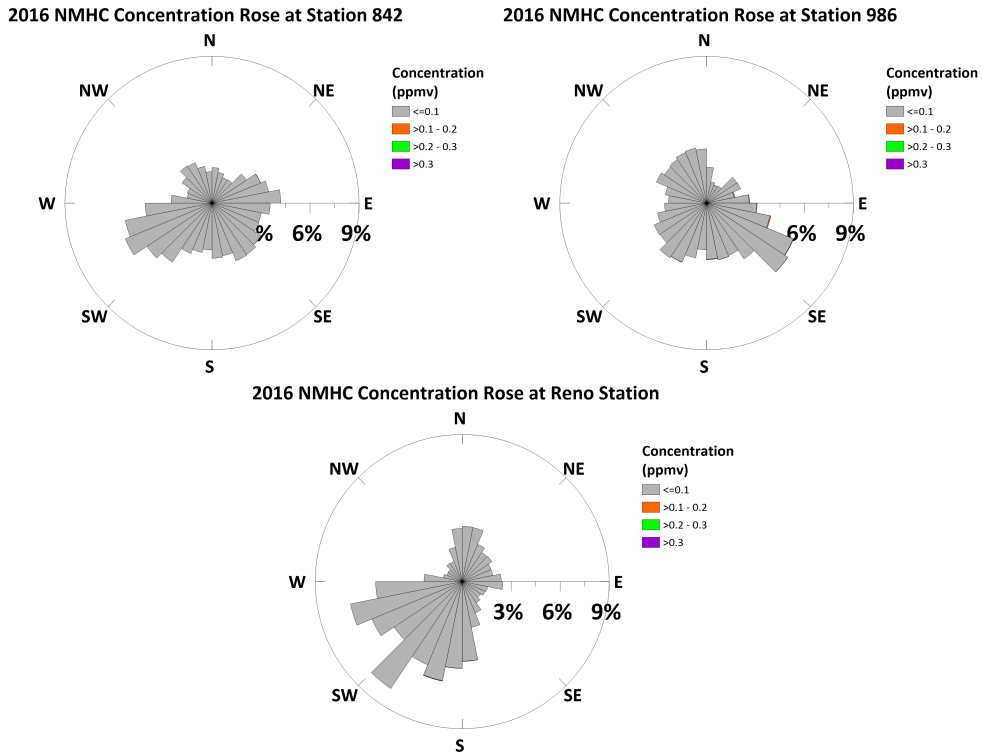 2016 NMHC Concentration Rose at Station 842
N
NW
NE
W
E
% 6% 9%
SW
SE
S
Concentration
(ppmv)
<=0.1
>0.1 - 0.2
>0.2 - 0.3
>0.3
2016 NMHC Concentration Rose at Station 986
N
NW
NE
W
E
6% 9%
SW
SE
S
Concentration
(ppmv)
<=0.1
>0.1 - 0.2
>0.2 - 0.3
>0.3
2016 NMHC Concentration Rose at Reno Station
N
NW
NE
W
E
3% 6% 9%
SW
SE
S
Concentration
(ppmv)
<=0.1
>0.1 - 0.2
>0.2 - 0.3
>0.3